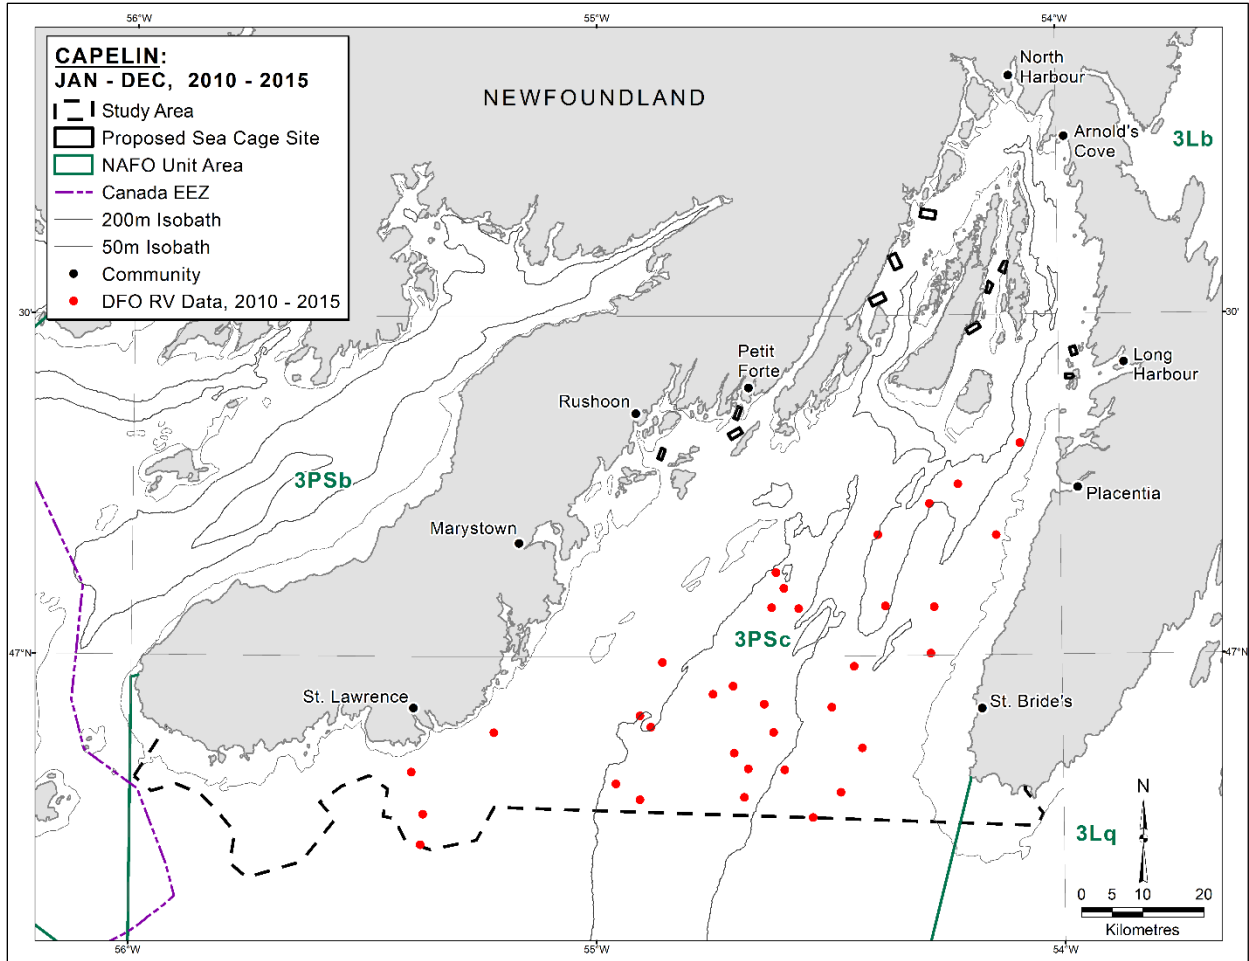 56°W
55°W
54°W
CAPELIN:
JAN - DEC, 2010 - 2015
Study Area
Proposed Sea Cage Site
NAFO Unit Area
Canada EEZ
200m Isobath
50m Isobath
Community
DFO RV Data, 2010 - 2015
NEWFOUNDLAND
North
Harbour
Arnold's
Cove
3Lb
30'
30'
Petit
Forte
Long
Harbour
Rushoon
3PSb
Placentia
Marystown
3PSc
47°N
47°N
St. Lawrence
St. Bride's
N
3Lq
0 5 10 20
Kilometres
56°W
55°W
54°W